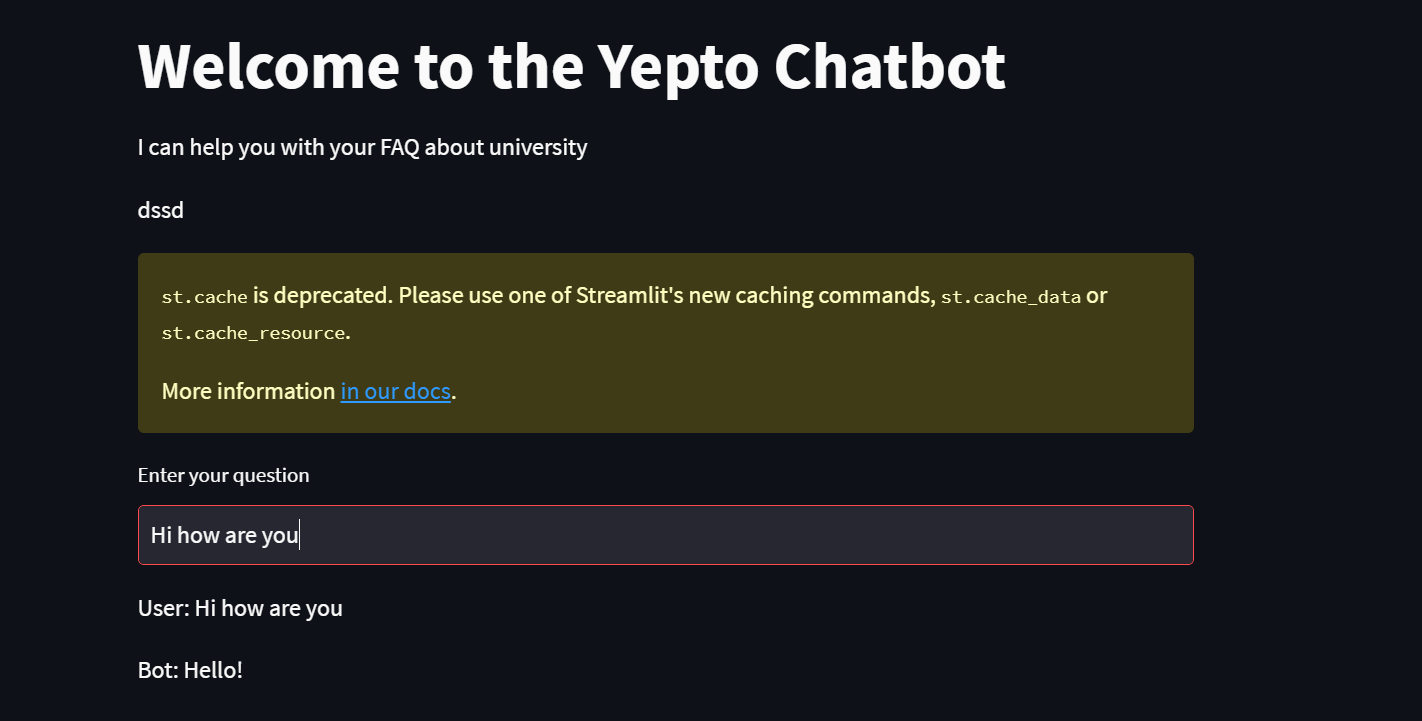 Welcome to the Yepto Chatbot
I can help you with your FAQ about university
dssd
st.cache is deprecated. Please use one of Streamlit's new caching commands, st.cache_data or
st.cache_resource.
More information in our docs.
Enter your question
Hi how are you
User: Hi how are you
Bot: Hello!